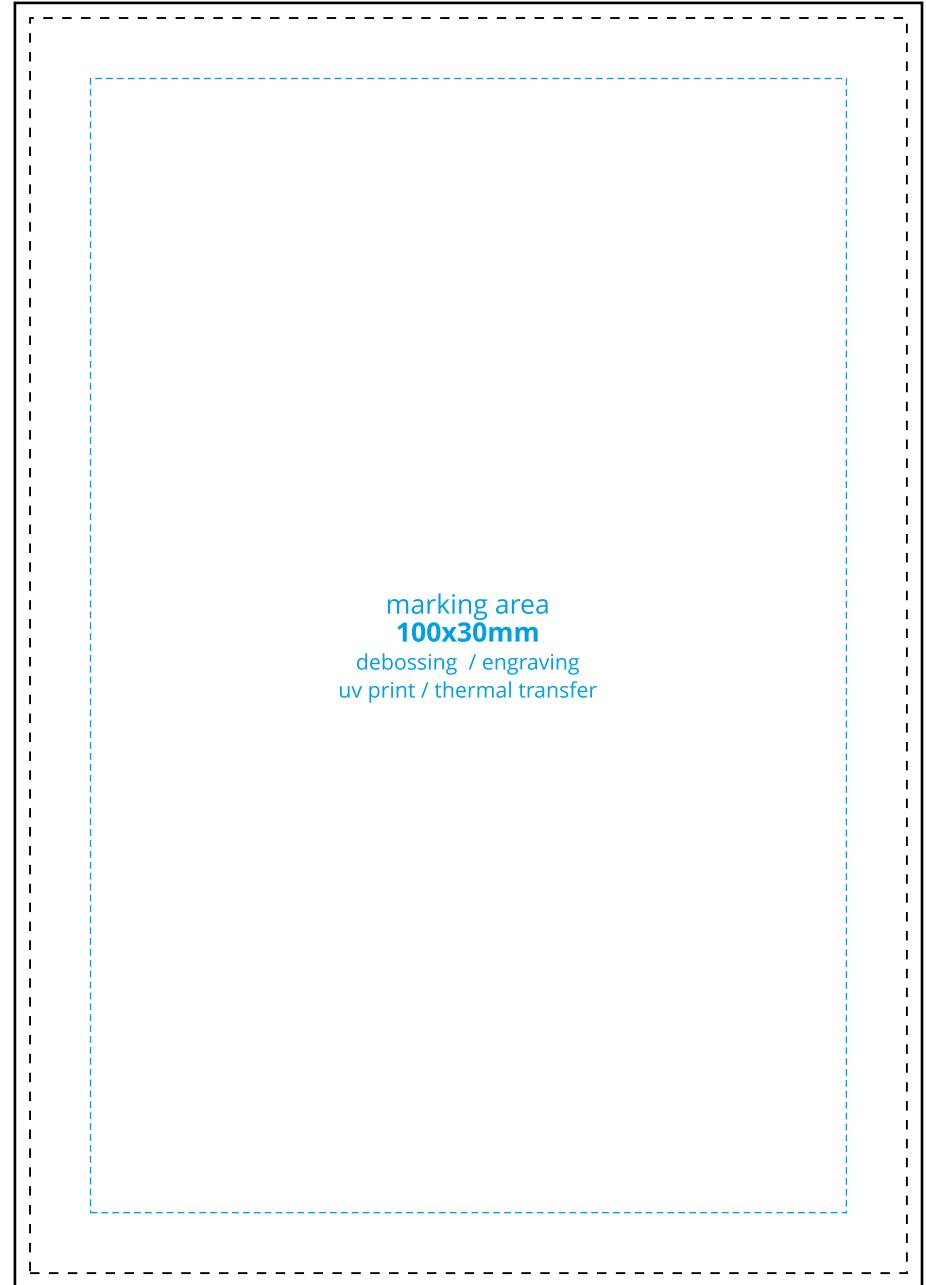 marking area
100x30mm
debossing / engraving
uv print / thermal transfer